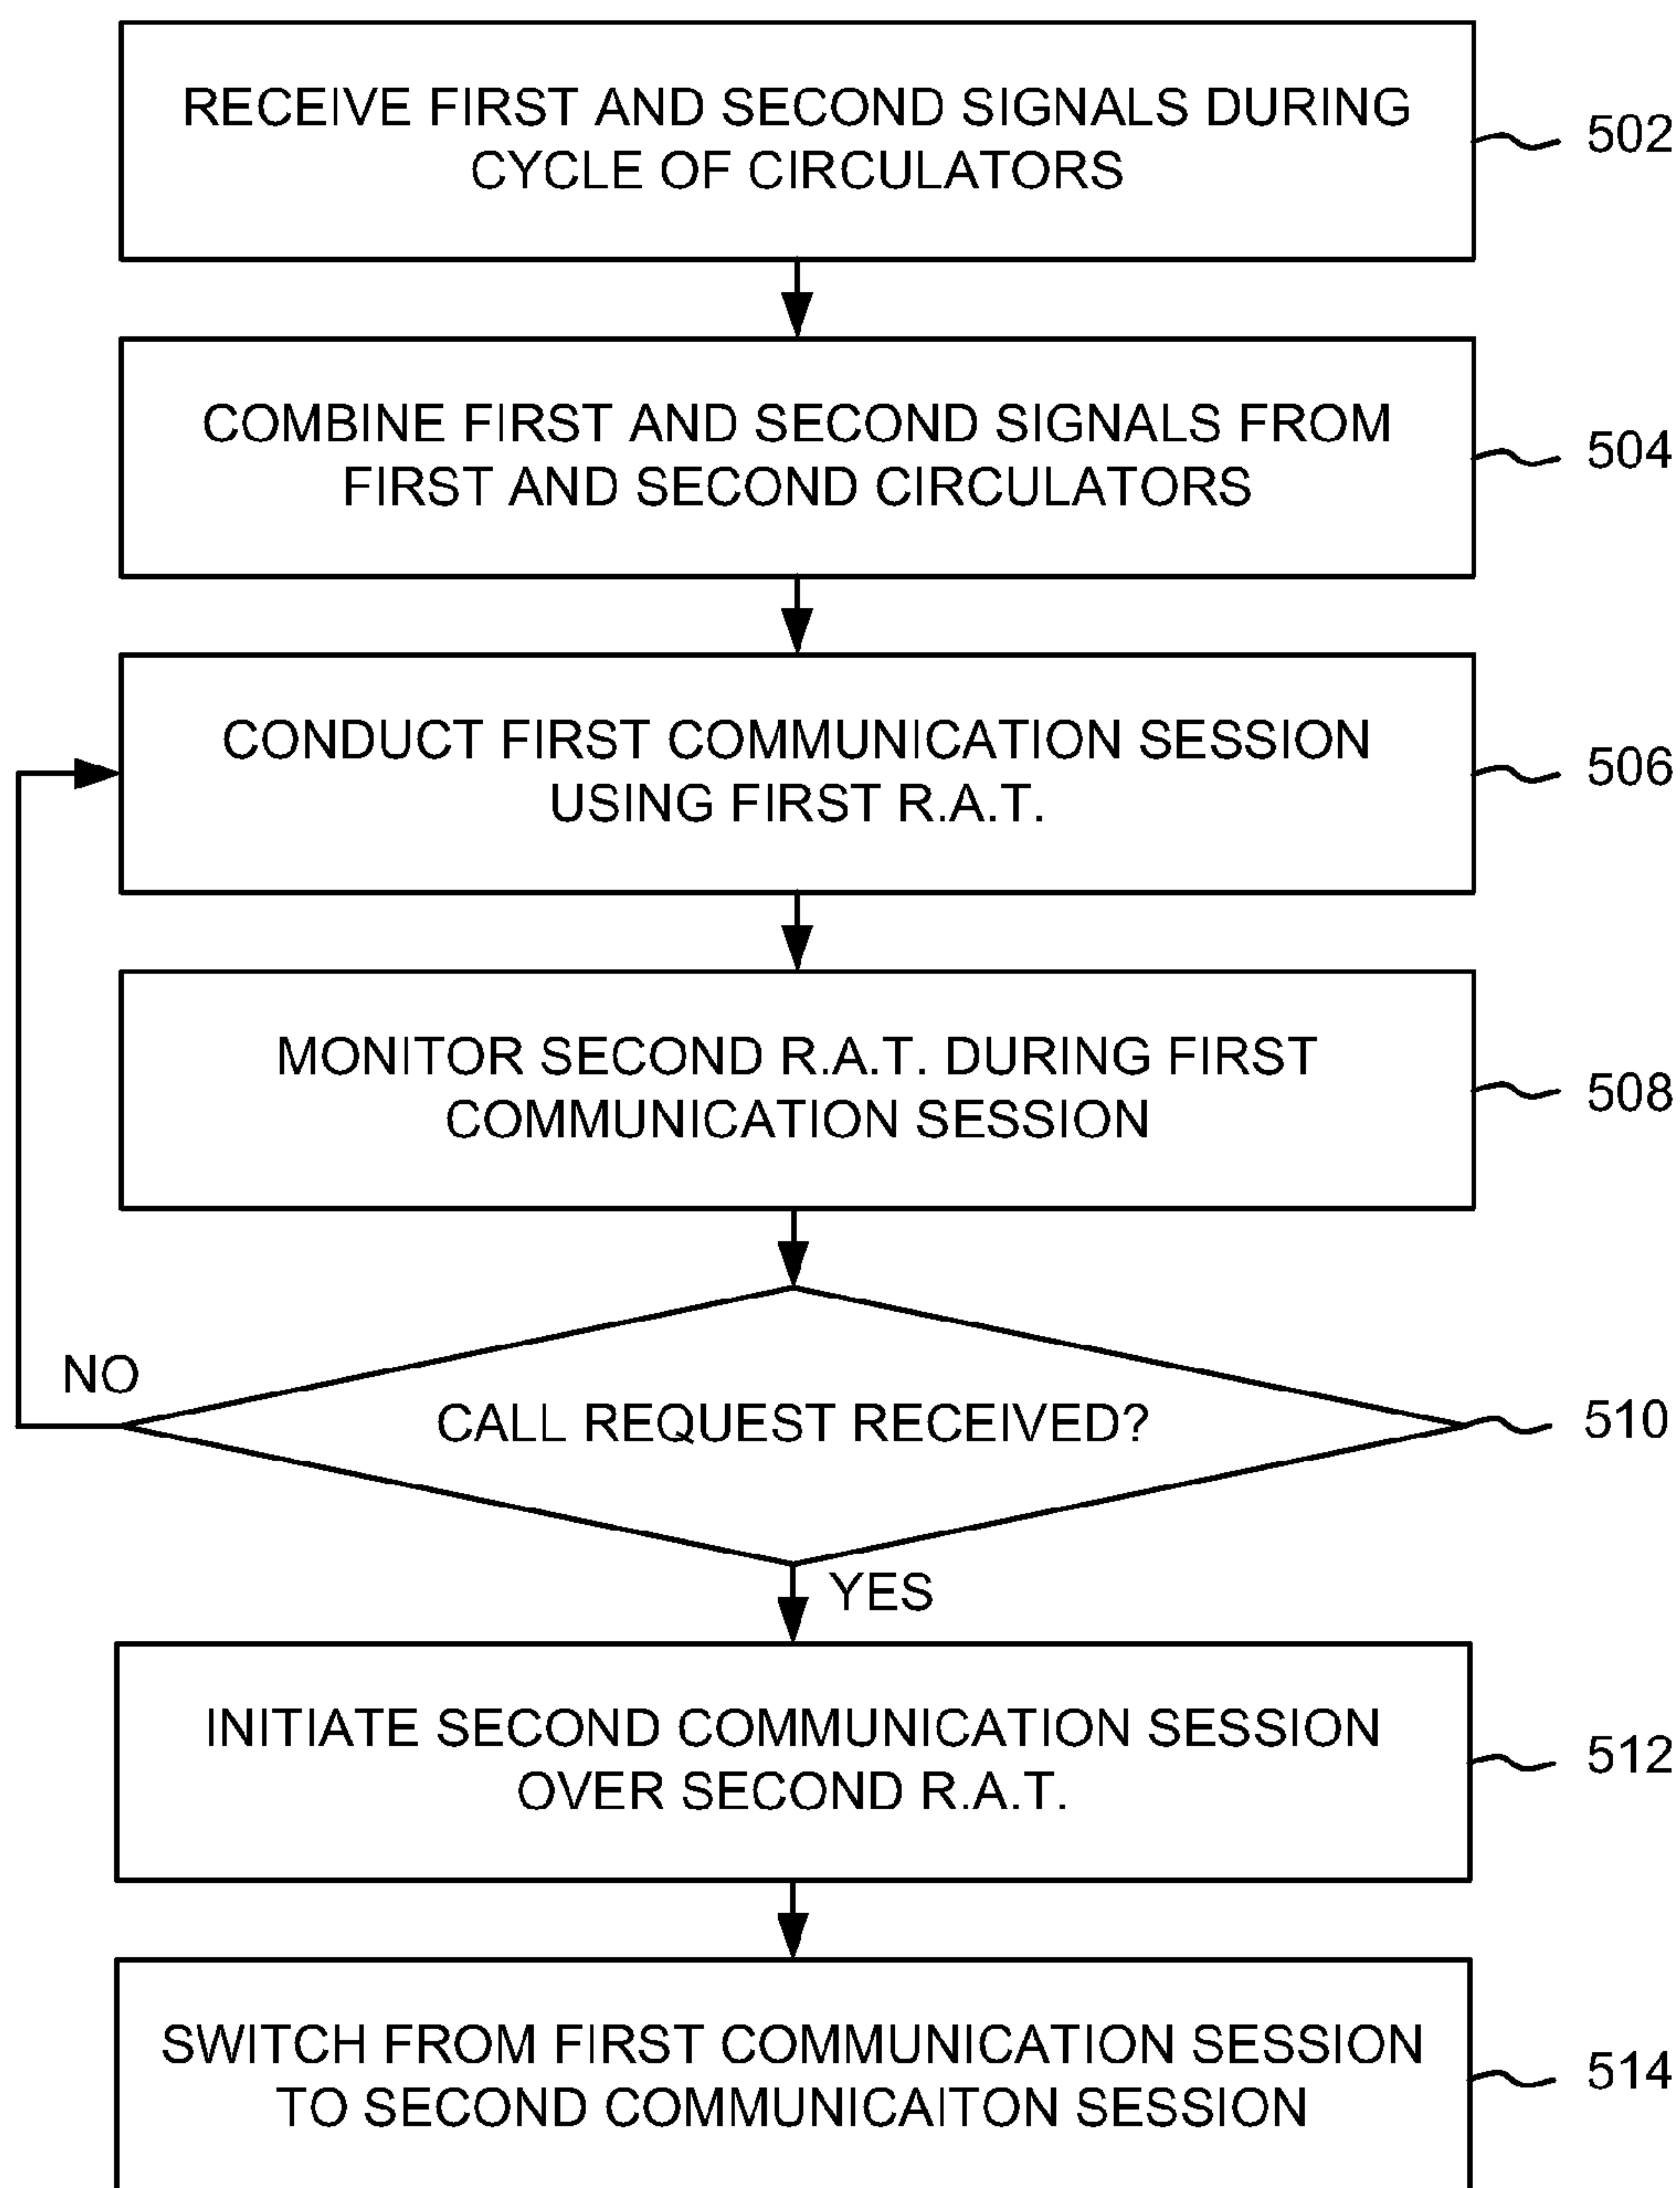 RECEIVE FIRST AND SECOND SIGNALS DURING
CYCLE OF CIRCULATORS
502
COMBINE FIRST AND SECOND SIGNALS FROM
FIRST AND SECOND CIRCULATORS
504
CONDUCT FIRST COMMUNICATION SESSION
USING FIRST R.A.T.
506
MONITOR SECOND R.A.T. DURING FIRST
COMMUNICATION SESSION
508
NO
CALL REQUEST RECEIVED?
510
YES
INITIATE SECOND COMMUNICATION SESSION
OVER SECOND R.A.T.
512
SWITCH FROM FIRST COMMUNICATION SESSION
TO SECOND COMMUNICAITON SESSION
514